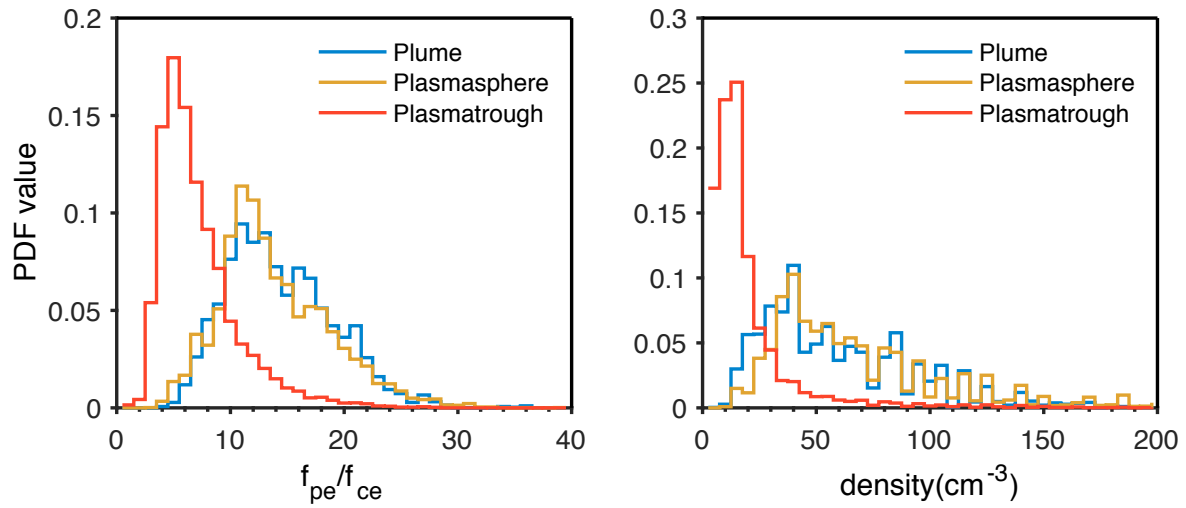 0.2
0.15
0.1
0.05
0
PDF value
Plume
Plasmasphere
Plasmatrough
0 10 20 30 40
f_pe/f_ce
0.3
0.25
0.2
0.15
0.1
0.05
0
Plume
Plasmasphere
Plasmatrough
0 50 100 150 200
density(cm⁻³)